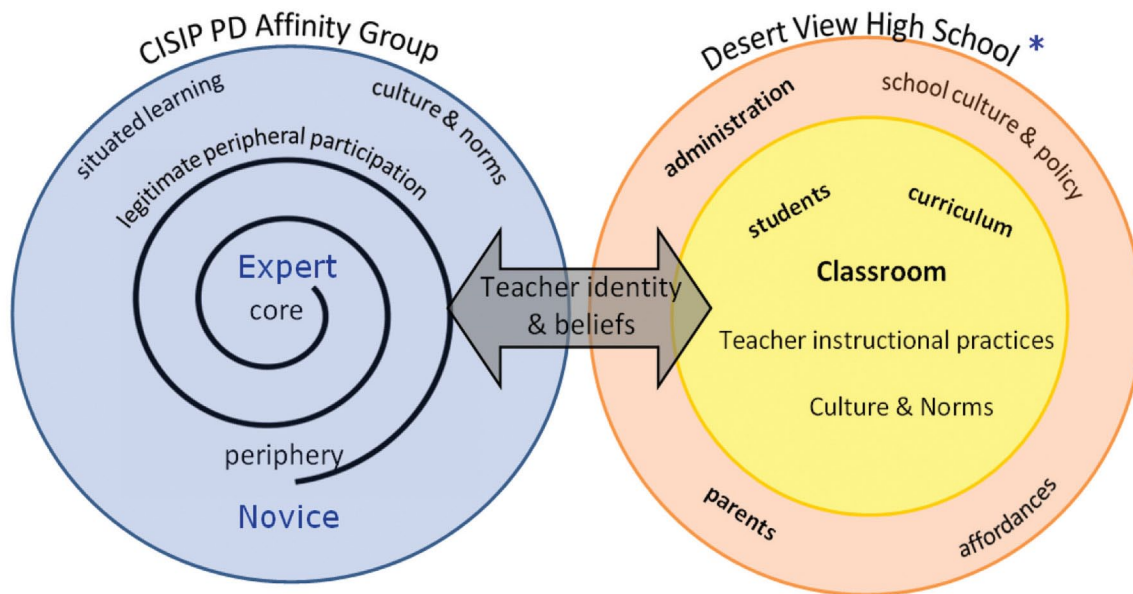 CISIP PD Affinity Group
situated learning
culture & norms
legitimate peripheral participation
Expert
core
periphery
Novice
Teacher identity
& beliefs
Desert View High School *
administration
school culture & policy
students
curriculum
Classroom
Teacher instructional practices
Culture & Norms
parents
affordances